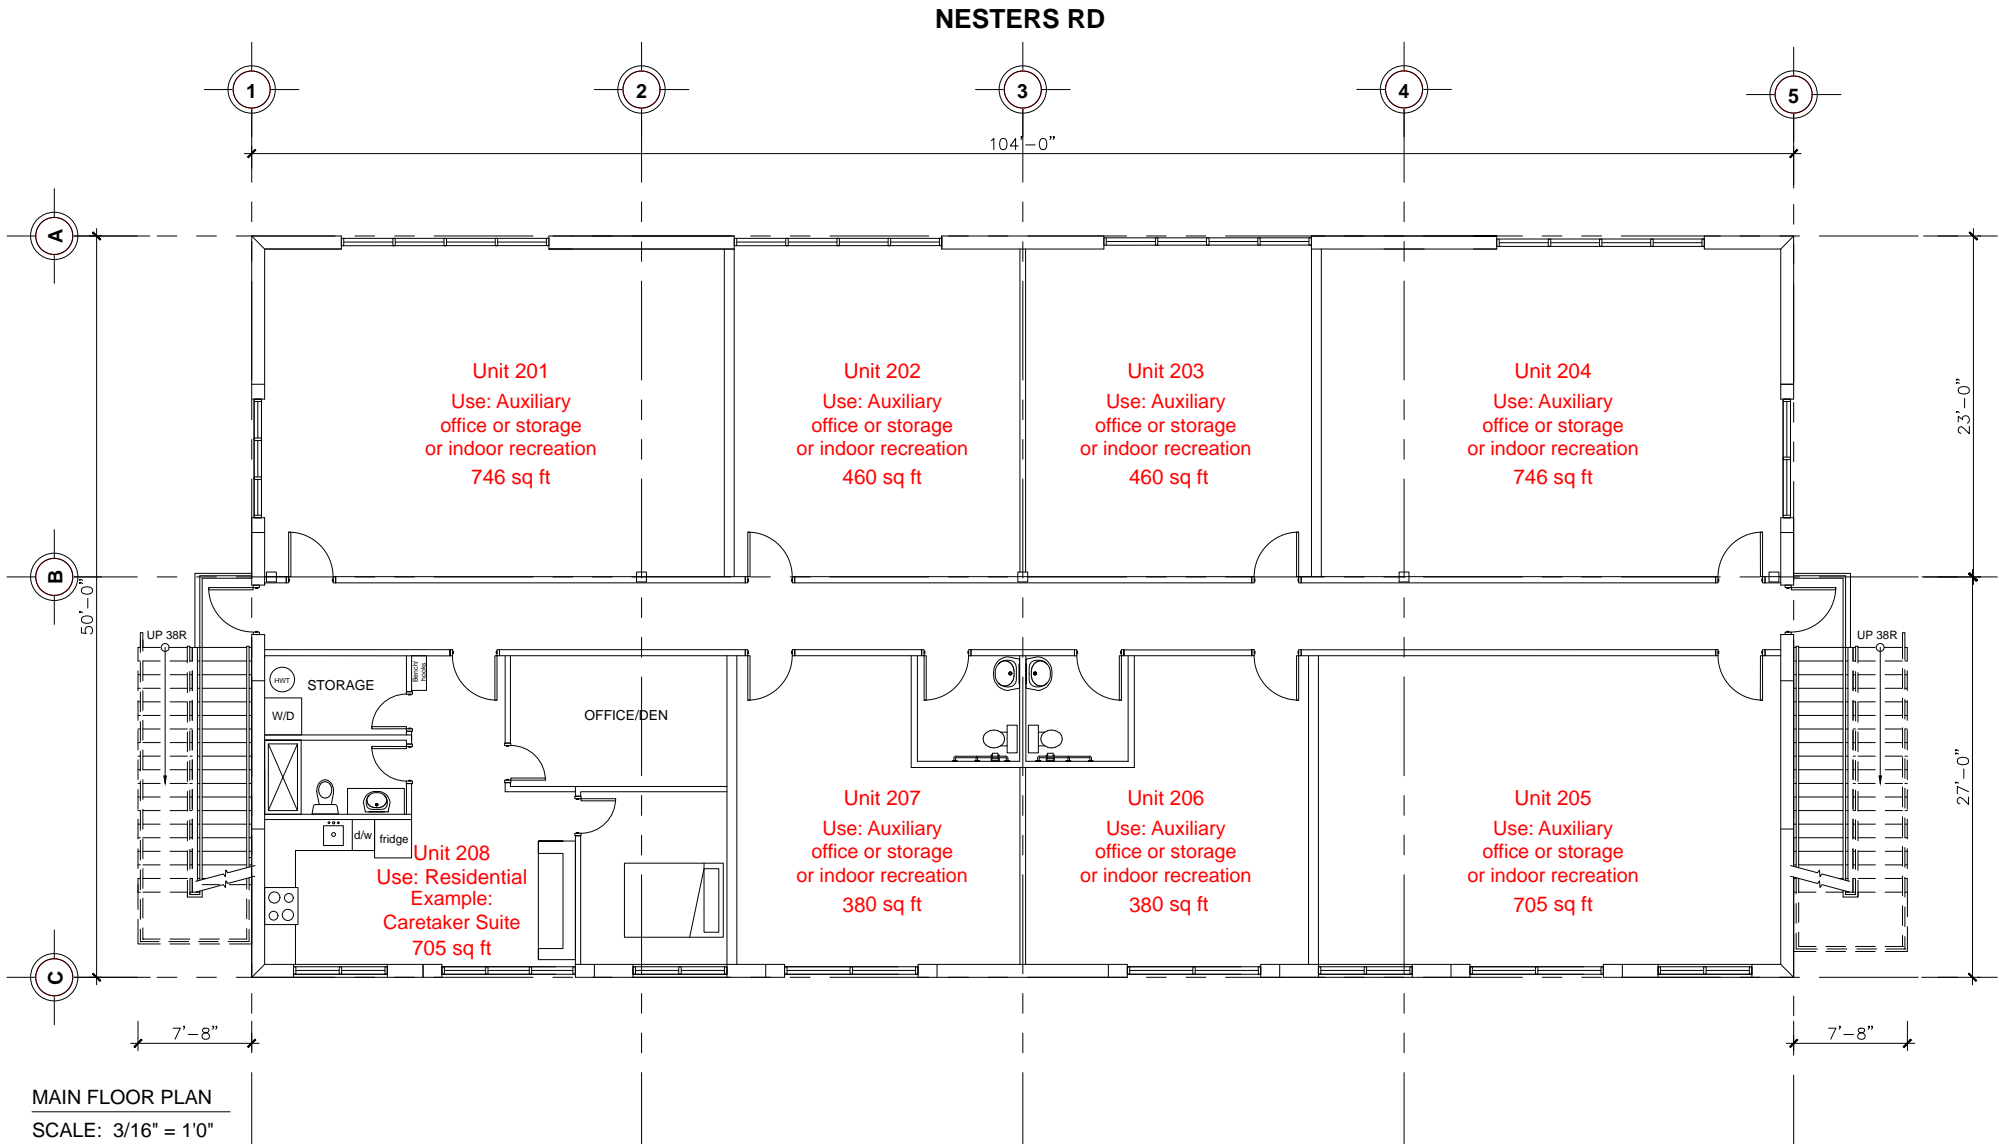 NESTERS RD
1
2
3
4
5
104'-0"
A
B
C
50'-0"
23'-0"
27'-0"
Unit 201
Use: Auxiliary
office or storage
or indoor recreation
746 sq ft
Unit 202
Use: Auxiliary
office or storage
or indoor recreation
460 sq ft
Unit 203
Use: Auxiliary
office or storage
or indoor recreation
460 sq ft
Unit 204
Use: Auxiliary
office or storage
or indoor recreation
746 sq ft
UP 38R
UP 38R
HWT
STORAGE
Bench/
hooks
W/D
OFFICE/DEN
d/w
fridge
Unit 208
Use: Residential
Example:
Caretaker Suite
705 sq ft
Unit 207
Use: Auxiliary
office or storage
or indoor recreation
380 sq ft
Unit 206
Use: Auxiliary
office or storage
or indoor recreation
380 sq ft
Unit 205
Use: Auxiliary
office or storage
or indoor recreation
705 sq ft
7'-8"
7'-8"
MAIN FLOOR PLAN
SCALE: 3/16" = 1'0"